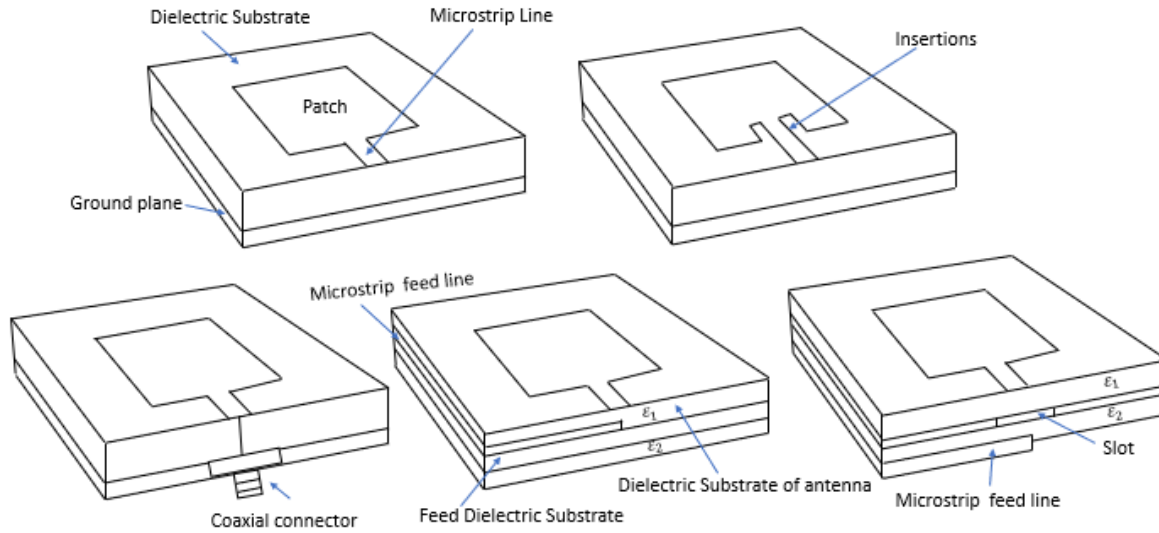 Dielectric Substrate
Microstrip Line
Insertions
Patch
Ground plane
Microstrip feed line
ε₁
ε₂
Dielectric Substrate of antenna
Feed Dielectric Substrate
Coaxial connector
ε₁
ε₂
Slot
Microstrip feed line